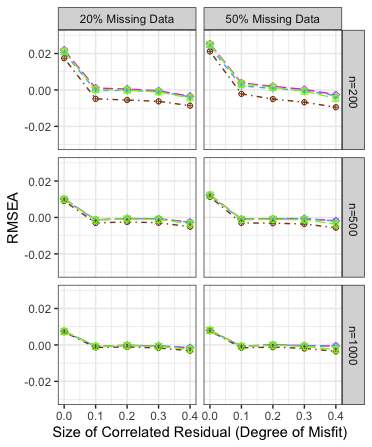 20% Missing Data 50% Missing Data
0.02
0.00
-0.02
n=200
0.02
0.00
-0.02
n=500
0.02
0.00
-0.02
n=1000
RMSEA
0.0 0.1 0.2 0.3 0.4 0.0 0.1 0.2 0.3 0.4
Size of Correlated Residual (Degree of Misfit)